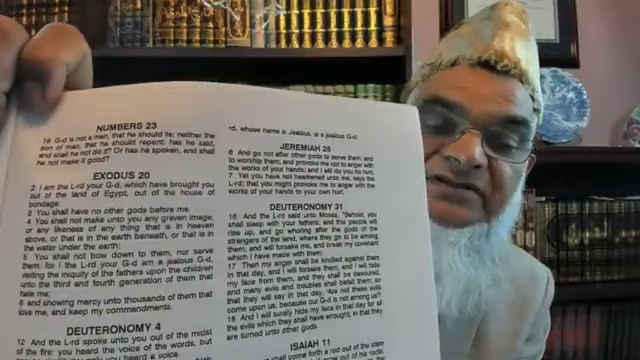 NUMBERS 23
19 G-d is not a man, that he should lie; neither the
son of man, that he should repent: has he said,
and shall he not do it? Or has he spoken, and shall
he not make it good?
EXODUS 20
2 I am the L-rd your G-d, which have brought you
out of the land of Egypt, out of the house of
bondage.
3 You shall have no other gods before me.
4 You shall not make unto you any graven image,
or any likeness of any thing that is in heaven
above, or that is in the earth beneath, or that is in
the water under the earth:
5 You shall not bow down to them, nor serve
them: for I the L-rd your G-d am a jealous G-d,
visiting the iniquity of the fathers upon the children
unto the third and fourth generation of them that
hate me;
6 and showing mercy unto thousands of them that
love me, and keep my commandments.
DEUTERONOMY 4
12 And the L-rd spoke unto you out of the midst
of the fire: you heard the voice of the words, but
rd, whose name is Jealous, is a jealous G-d:
JEREMIAH 25
6 And go not after other gods to serve them, and
to worship them, and provoke me not to anger with
the works of your hands; and I will do you no hurt.
7 Yet you have not hearkened unto me, says the
L-rd; that you might provoke me to anger with the
works of your hands to your own hurt.
DEUTERONOMY 31
16 And the L-rd said unto Moses, "Behold, you
shall sleep with your fathers; and this people will
rise up, and go whoring after the gods of the
strangers of the land, where they go to be among
them, and will forsake me, and break my covenant
which I have made with them.
17 Then my anger shall be kindled against them
in that day, and I will forsake them, and I will hide
my face from them, and they shall be devoured,
and many evils and troubles shall befall them; so
that they will say in that day, 'Are not these evils
come upon us, because our G-d is not among us?'
18 And I will surely hide my face in that day for all
the evils which they shall have wrought, in that they
are turned unto other gods.
ISAIAH 11
shall come forth a rod out of the stem